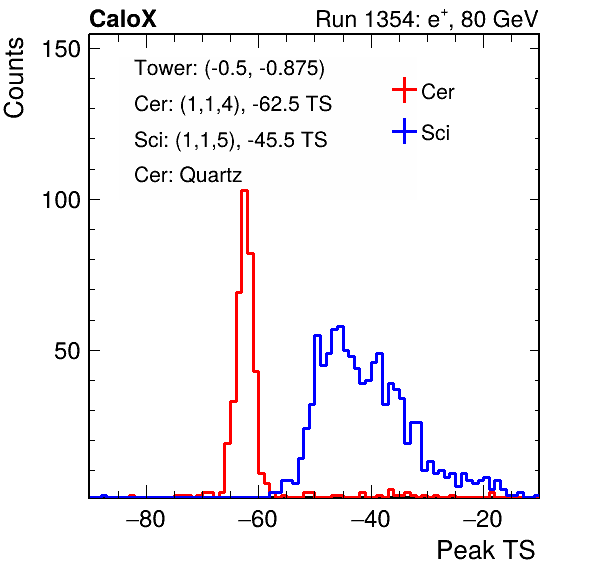 CaloX Run 1354: e⁺, 80 GeV
Counts
150
100
50
Tower: (-0.5, -0.875)
Cer: (1,1,4), -62.5 TS
Sci: (1,1,5), -45.5 TS
Cer: Quartz
Cer
Sci
−80 −60 −40 −20
Peak TS